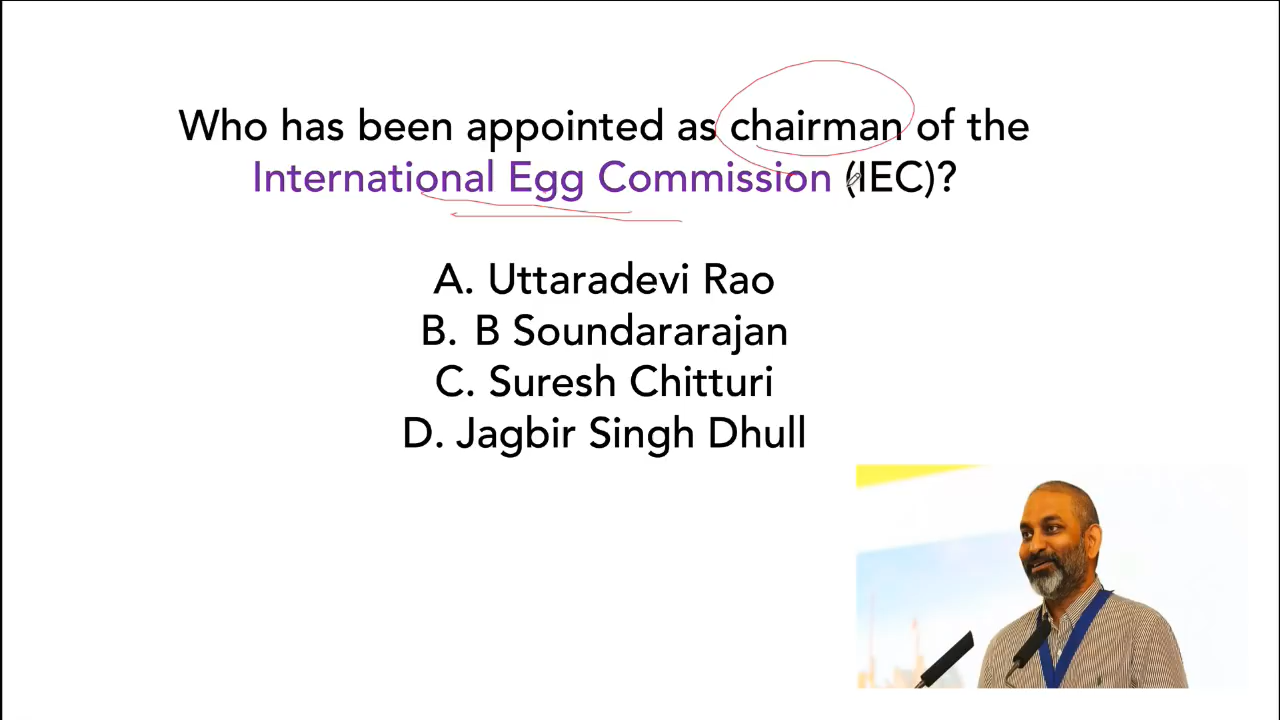 Who has been appointed as chairman of the
International Egg Commission (IEC)?
A. Uttaradevi Rao
B. B Soundararajan
C. Suresh Chitturi
D. Jagbir Singh Dhull